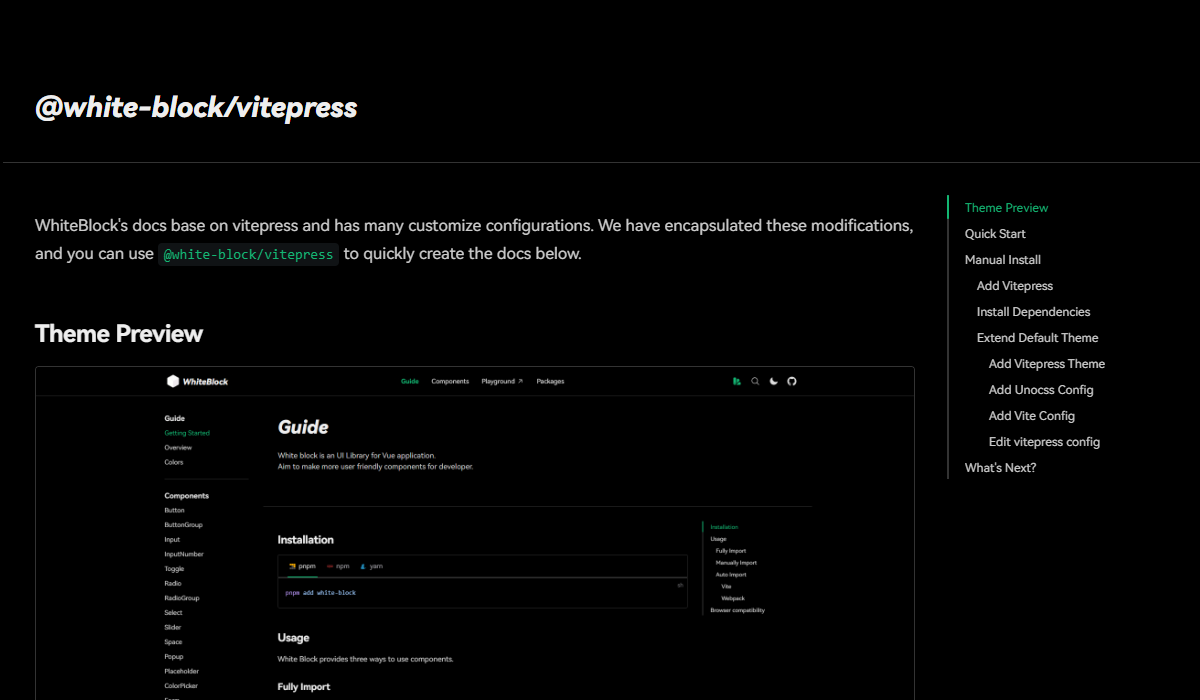 @white-block/vitepress
WhiteBlock's docs base on vitepress and has many customize configurations. We have encapsulated these modifications,
and you can use @white-block/vitepress to quickly create the docs below.
Theme Preview
Quick Start
Manual Install
Add Vitepress
Install Dependencies
Extend Default Theme
Add Vitepress Theme
Add Unocss Config
Add Vite Config
Edit vitepress config
What's Next?
Theme Preview
WhiteBlock
Guide
Components
Playground ↗
Packages
Guide
Getting Started
Overview
Colors
Components
Button
ButtonGroup
Input
InputNumber
Toggle
Radio
RadioGroup
Select
Slider
Space
Popup
Placeholder
ColorPicker
Guide
White block is an UI Library for Vue application.
Aim to make more user friendly components for developer.
Installation
pnpm npm yarn
sh
pnpm add white-block
Usage
White Block provides three ways to use components.
Fully Import
Installation
Usage
Fully Import
Manually Import
Auto Import
Vite
Webpack
Browser compatibility